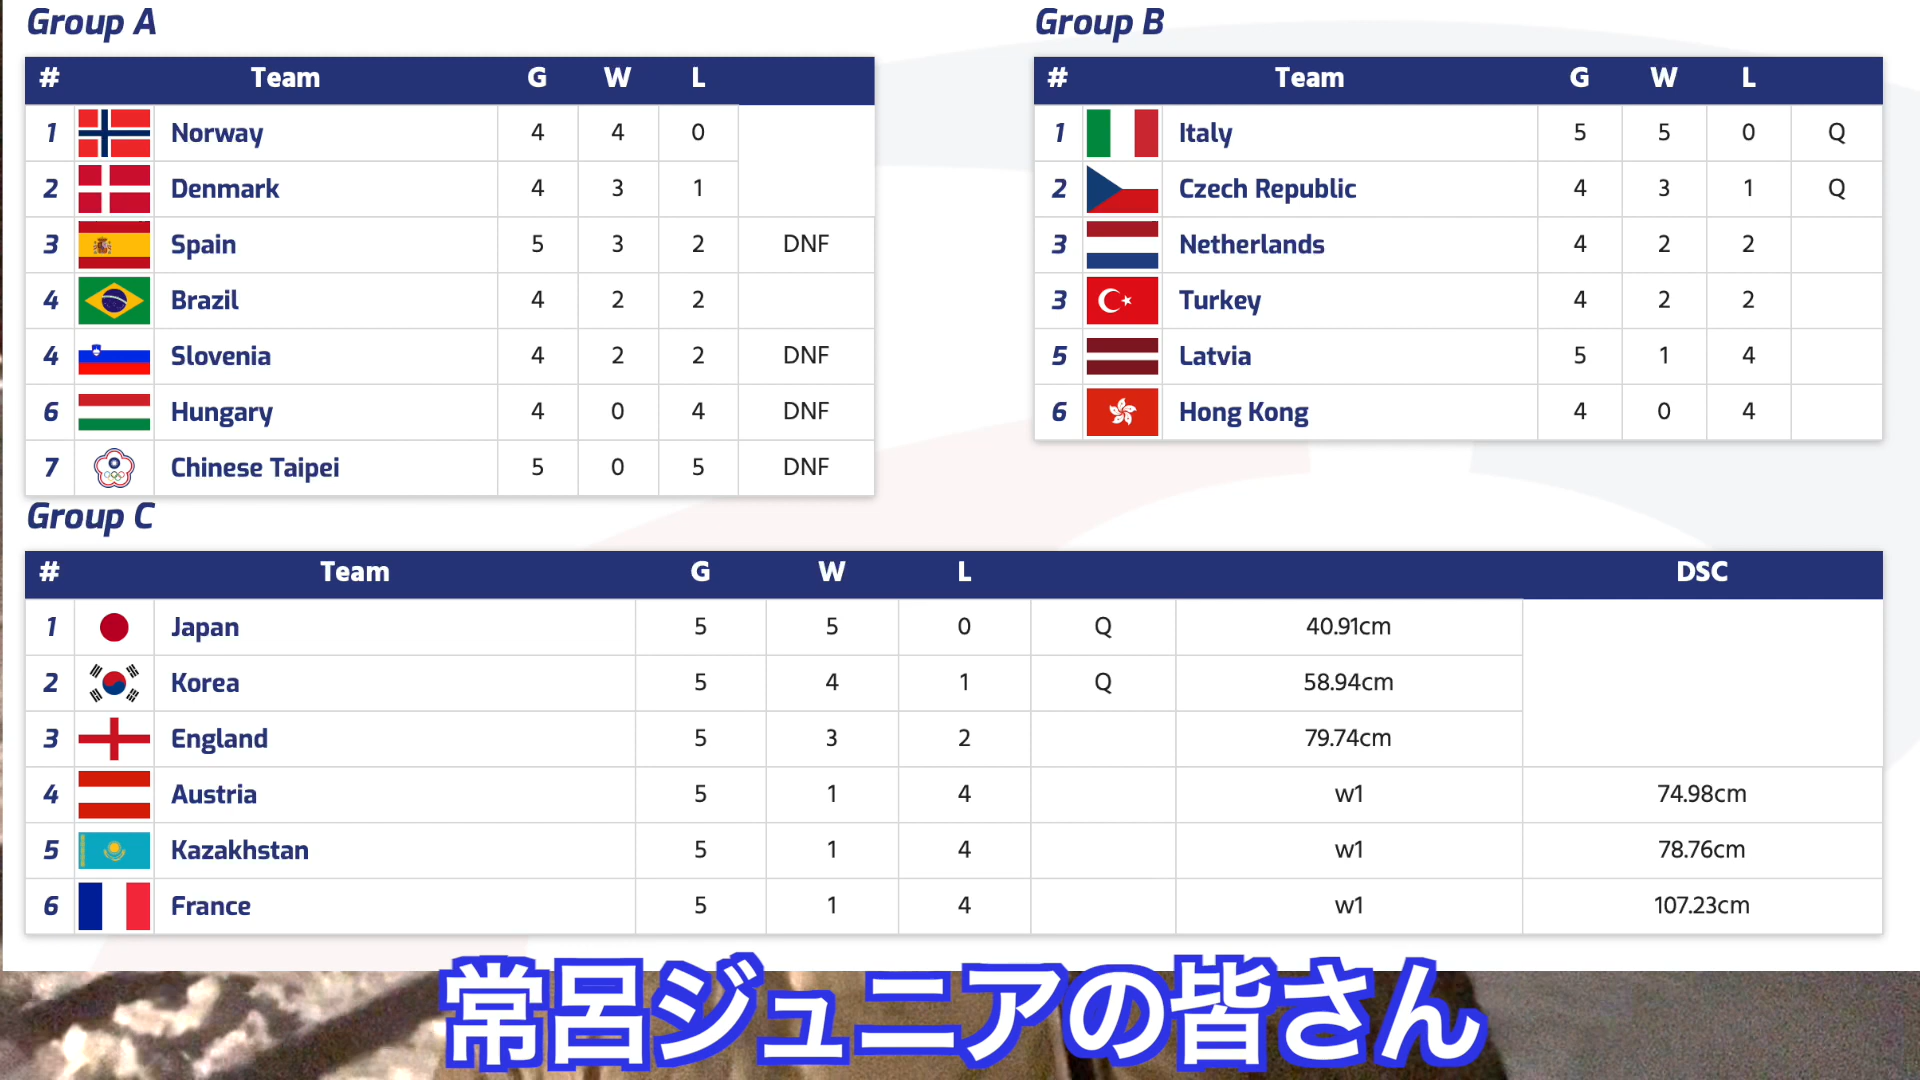 Group A
# Team G W L
1 Norway 4 4 0
2 Denmark 4 3 1
3 Spain 5 3 2 DNF
4 Brazil 4 2 2
4 Slovenia 4 2 2 DNF
6 Hungary 4 0 4 DNF
7 Chinese Taipei 5 0 5 DNF
Group B
# Team G W L
1 Italy 5 5 0 Q
2 Czech Republic 4 3 1 Q
3 Netherlands 4 2 2
3 Turkey 4 2 2
5 Latvia 5 1 4
6 Hong Kong 4 0 4
Group C
# Team G W L DSC
1 Japan 5 5 0 Q 40.91cm
2 Korea 5 4 1 Q 58.94cm
3 England 5 3 2 79.74cm
4 Austria 5 1 4 w1 74.98cm
5 Kazakhstan 5 1 4 w1 78.76cm
6 France 5 1 4 w1 107.23cm
常呂ジュニアの皆さん